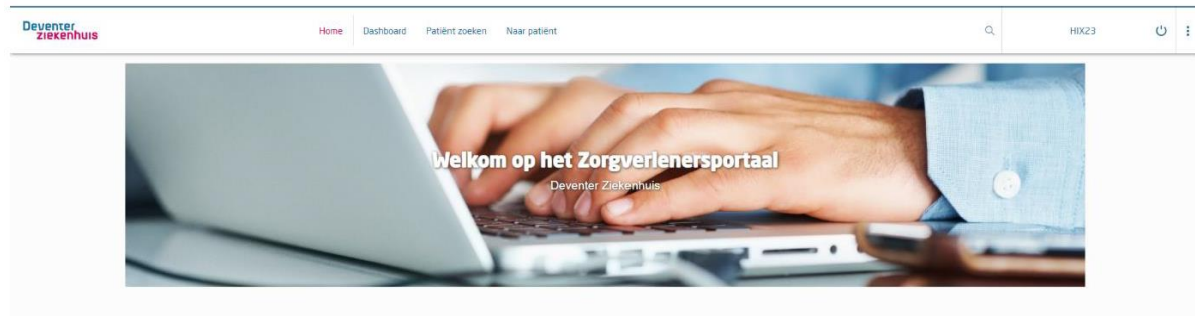 Deventer
ziekenhuis
Home Dashboard Patiënt zoeken Naar patiënt HIX23
Welkom op het Zorgverlenersportaal
Deventer Ziekenhuis